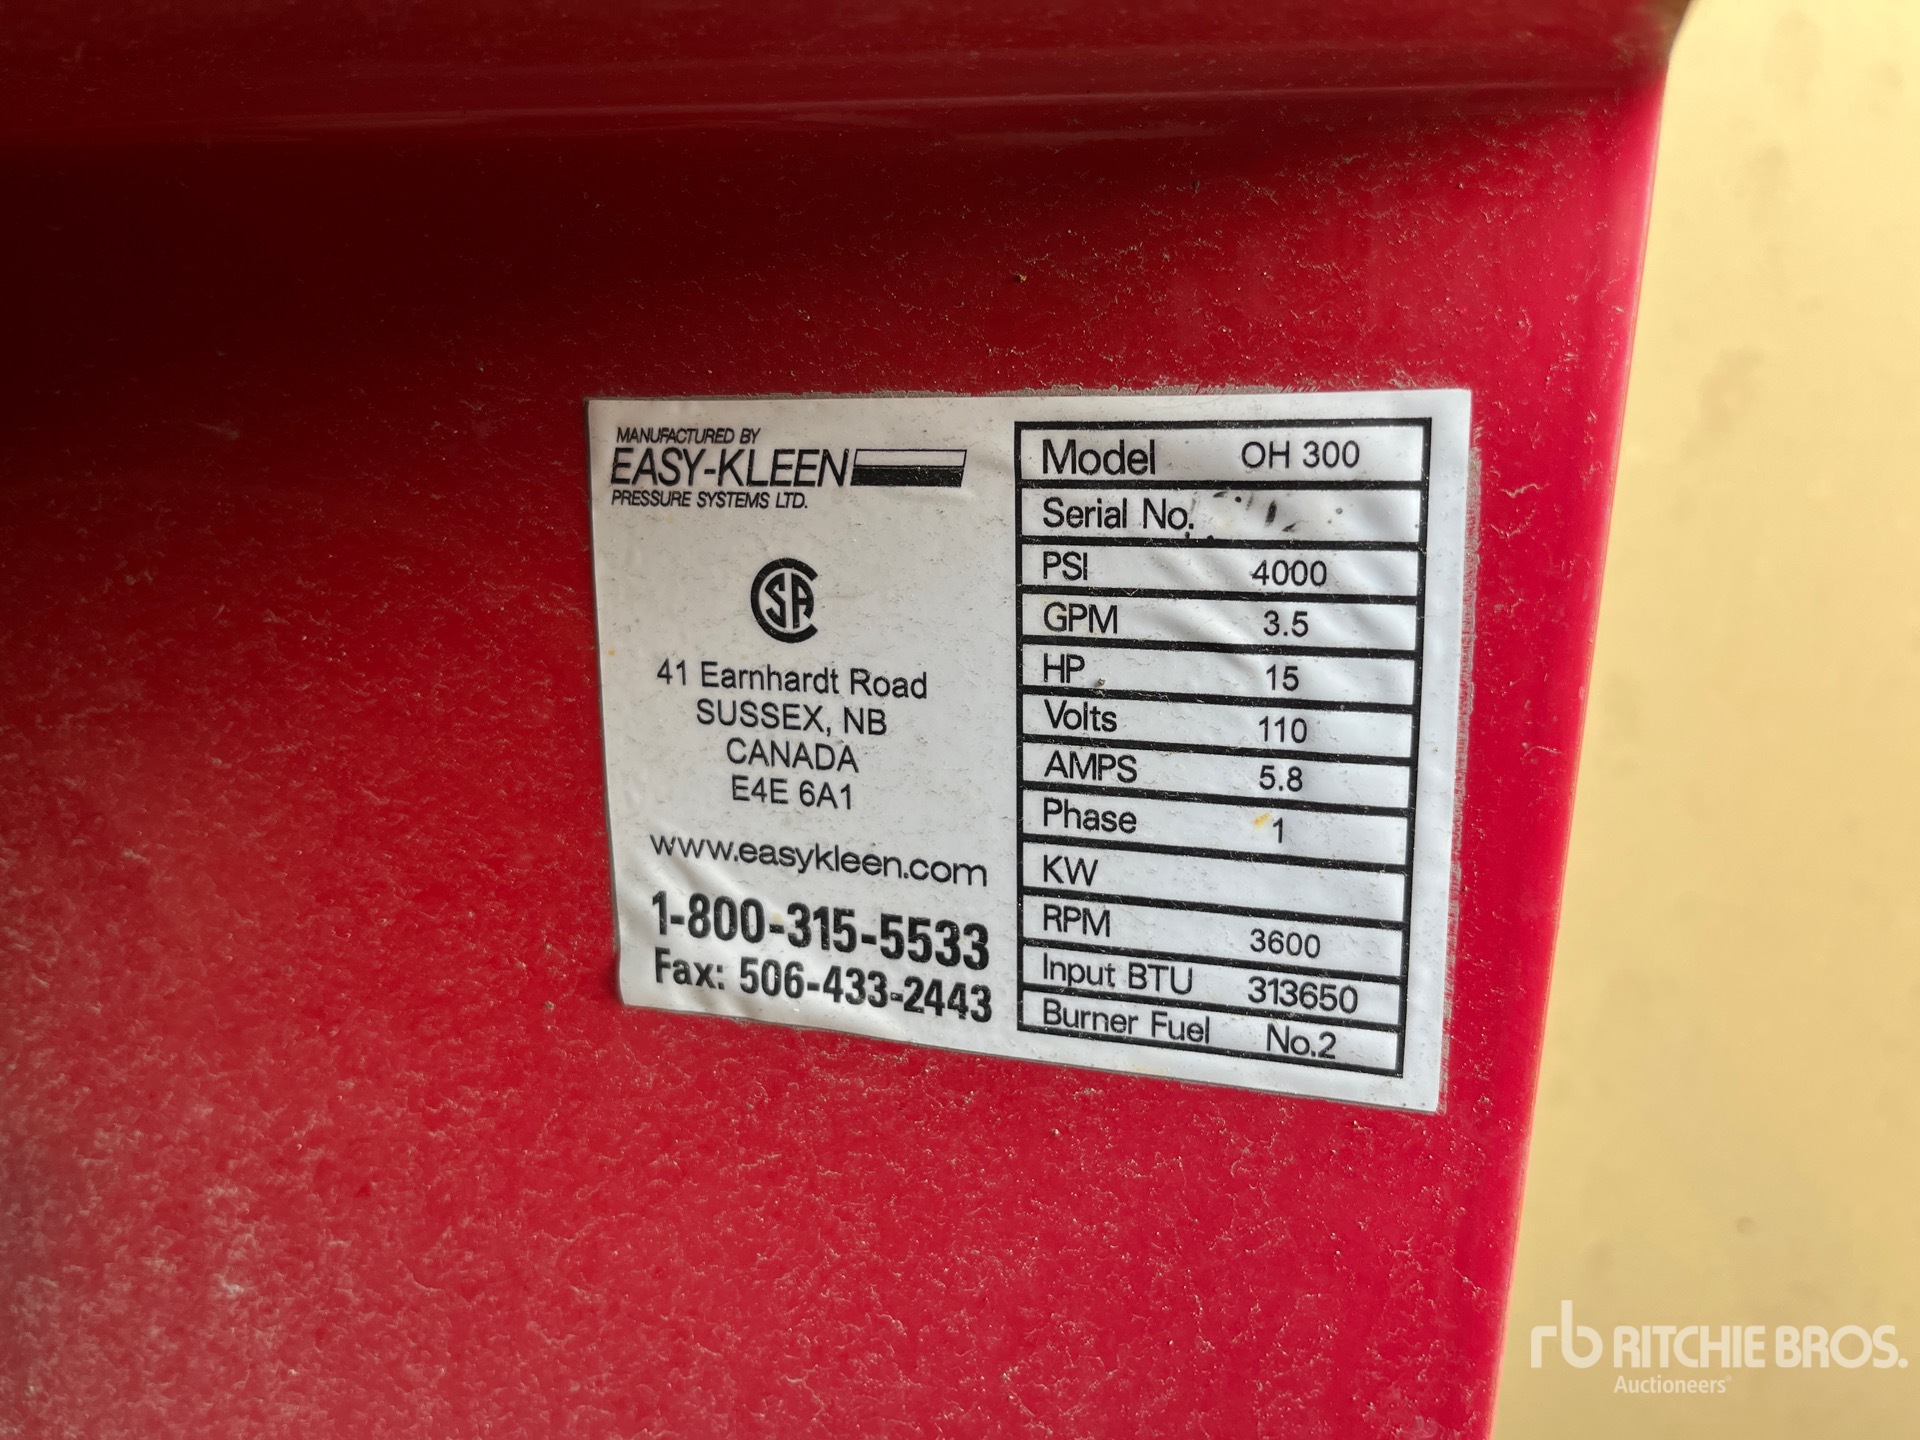 MANUFACTURED BY
EASY-KLEEN
PRESSURE SYSTEMS LTD.
CSA
41 Earnhardt Road
SUSSEX, NB
CANADA
E4E 6A1
www.easykleen.com
1-800-315-5533
Fax: 506-433-2443
Model OH 300
Serial No.
PSI 4000
GPM 3.5
HP 15
Volts 110
AMPS 5.8
Phase 1
KW
RPM 3600
Input BTU 313650
Burner Fuel No.2
rb RITCHIE BROS.
Auctioneers